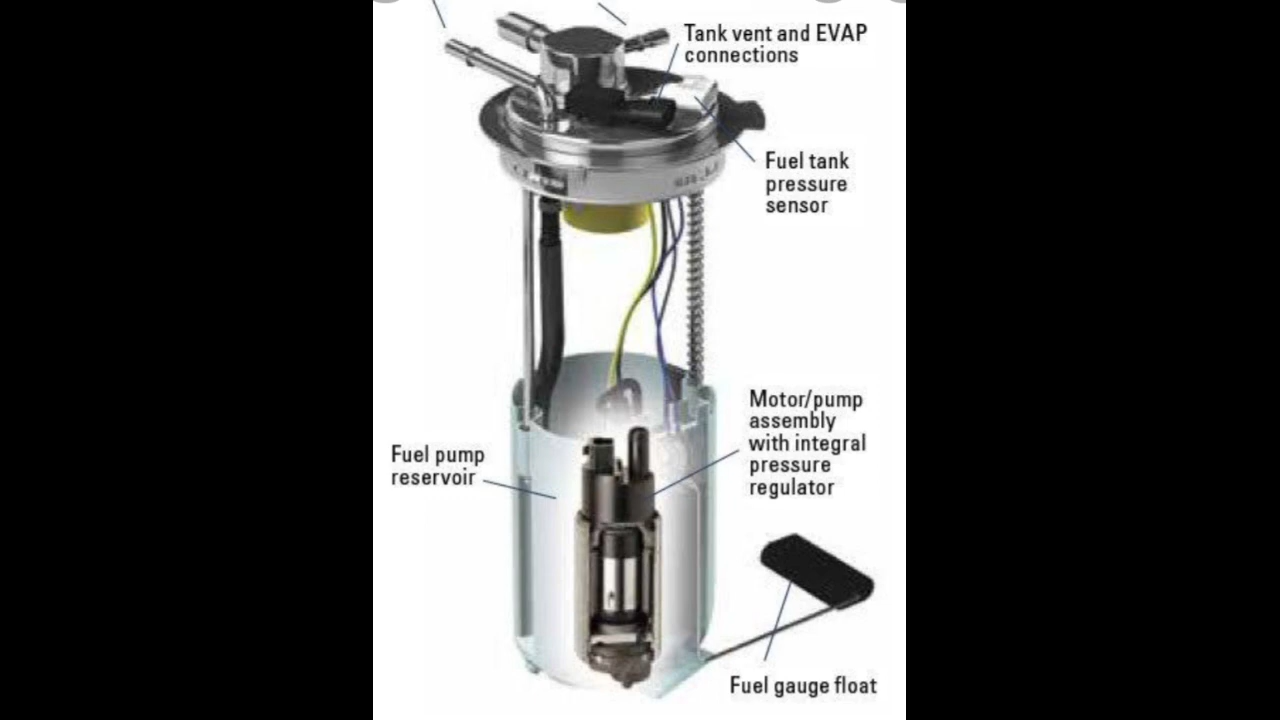 Tank vent and EVAP
connections
Fuel tank
pressure
sensor
Motor/pump
assembly
with integral
pressure
regulator
Fuel pump
reservoir
Fuel gauge float